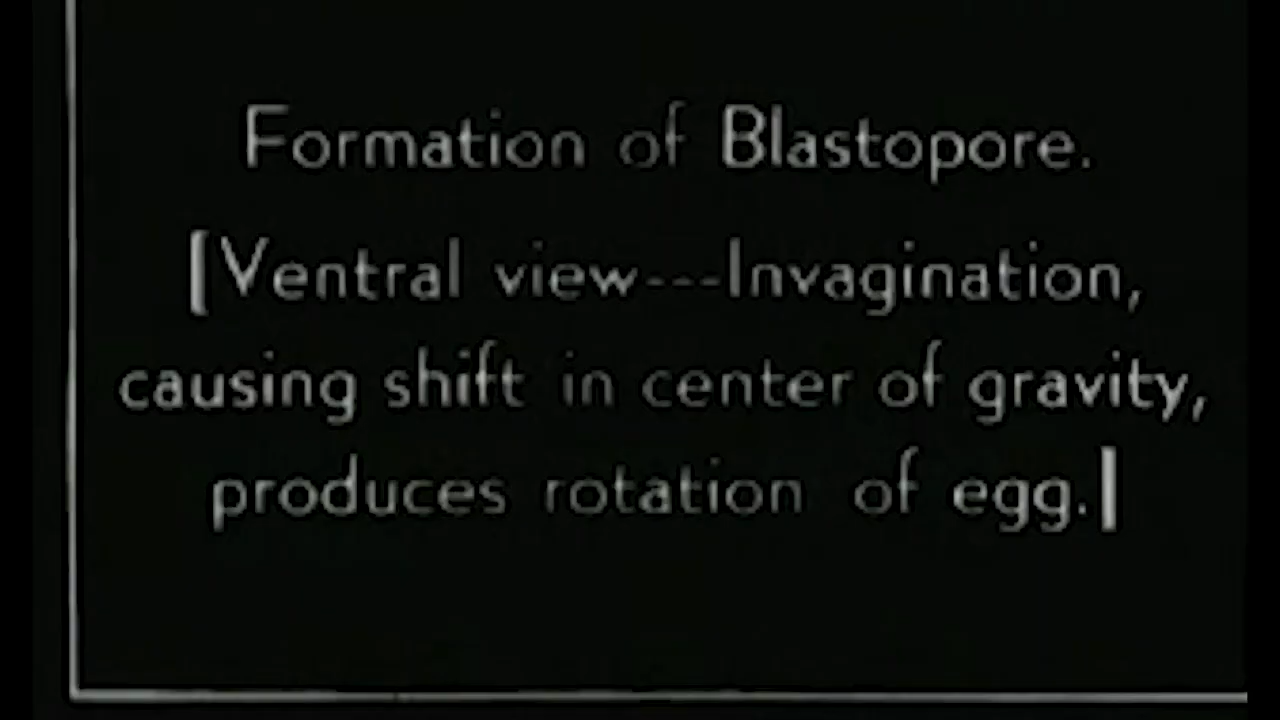 Formation of Blastopore.
[Ventral view---Invagination,
causing shift in center of gravity,
produces rotation of egg.]